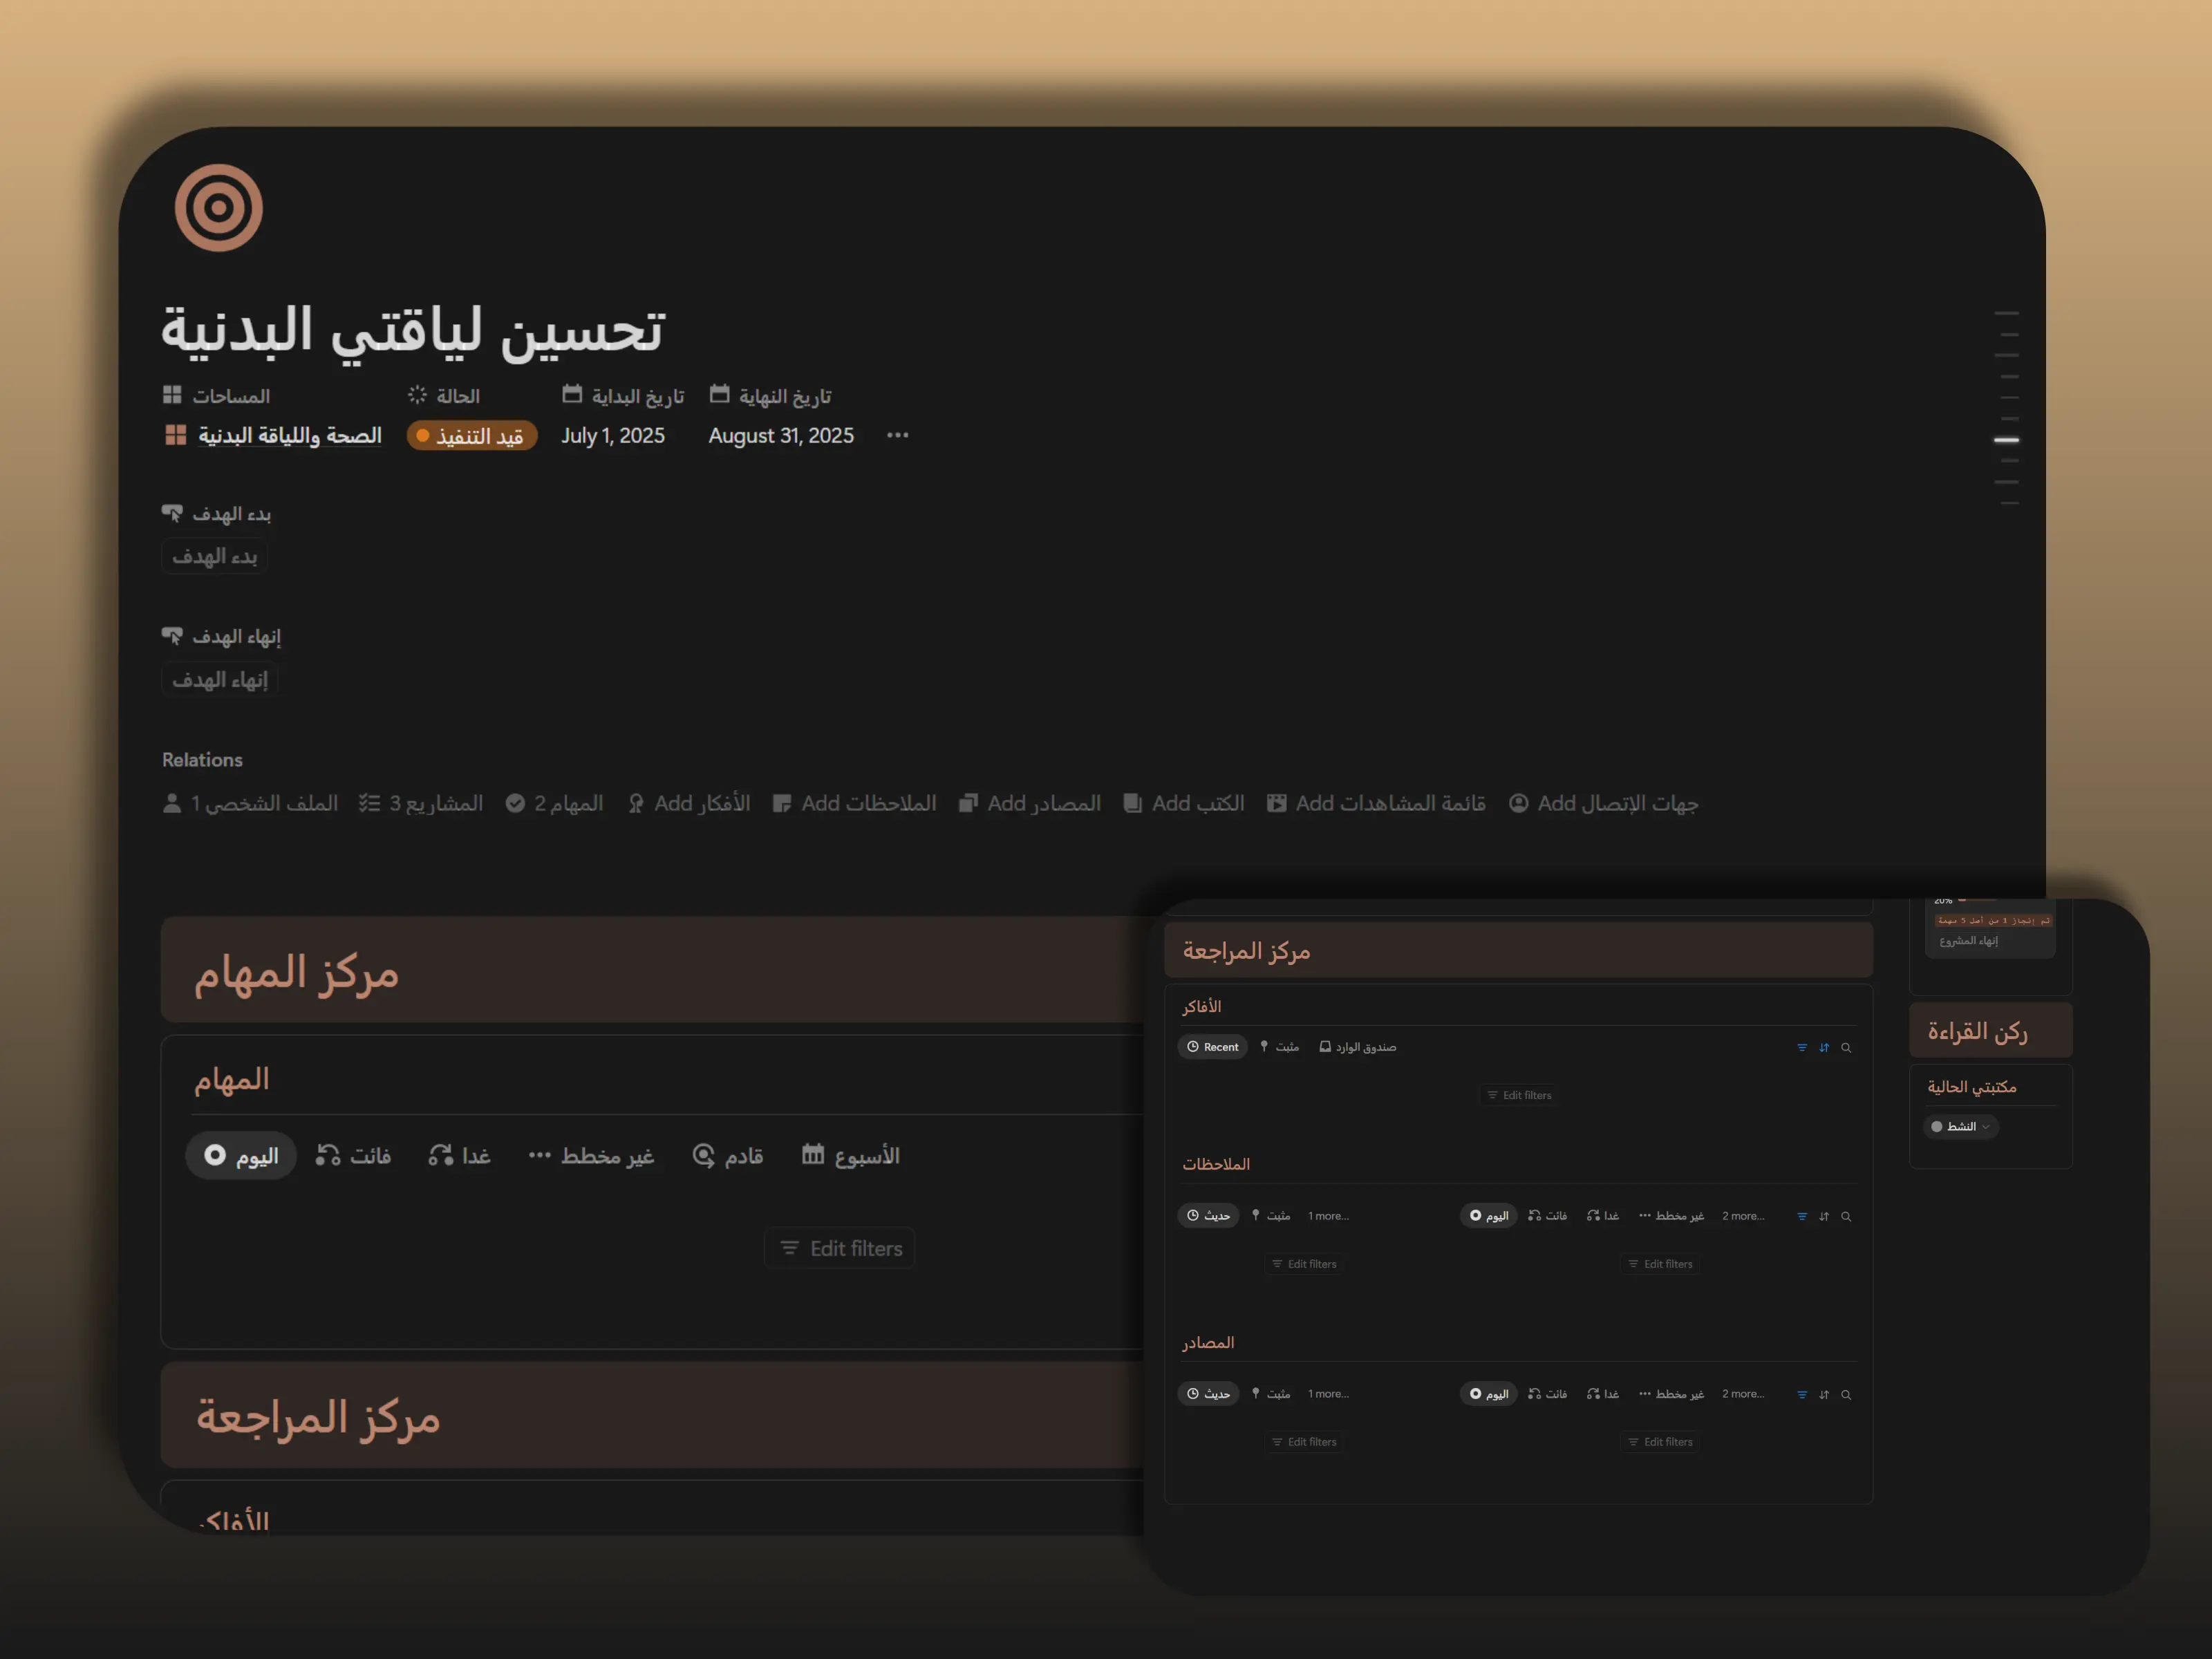 تحسين لياقتي البدنية
المساحات الحالة تاريخ البداية تاريخ النهاية
الصحة واللياقة البدنية قيد التنفيذ July 1, 2025 August 31, 2025
بدء الهدف
بدء الهدف
إنهاء الهدف
إنهاء الهدف
Relations
1 الملف الشخصي 3 المشاريع 2 المهام Add الأفكار Add الملاحظات Add المصادر Add الكتب Add قائمة المشاهدات Add جهات الإتصال
مركز المهام
المهام
اليوم فائت غدا غير مخطط قادم الأسبوع
Edit filters
مركز المراجعة
الأفاكر
مركز المراجعة
الأفاكر
Recent مثبت صندوق الوارد
Edit filters
الملاحظات
حديث مثبت 1 more... اليوم فائت غدا غير مخطط 2 more...
Edit filters Edit filters
المصادر
حديث مثبت 1 more... اليوم فائت غدا غير مخطط 2 more...
Edit filters Edit filters
20%
تم إنجاز 1 من أصل 5 مهمة
إنهاء المشروع
ركن القراءة
مكتبتي الحالية
النشط